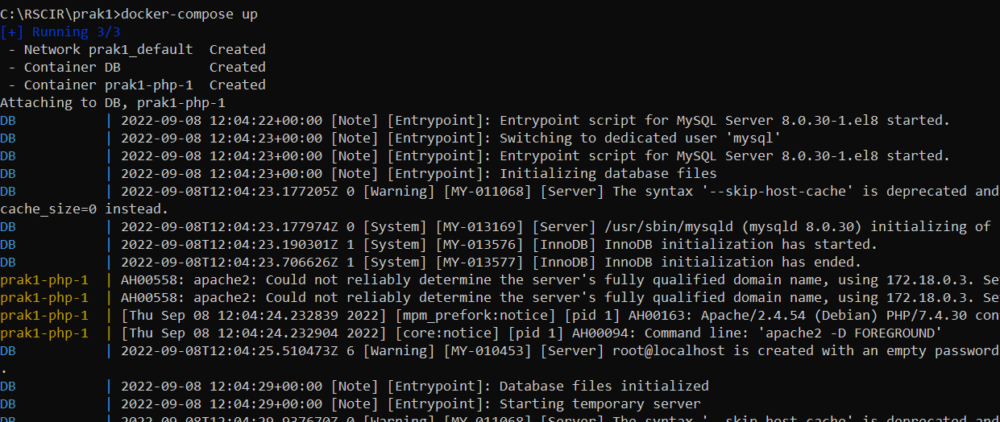 C:\RSCIR\prak1>docker-compose up
[+] Running 3/3
 - Network prak1_default  Created
 - Container DB           Created
 - Container prak1-php-1  Created
Attaching to DB, prak1-php-1
DB           | 2022-09-08 12:04:22+00:00 [Note] [Entrypoint]: Entrypoint script for MySQL Server 8.0.30-1.el8 started.
DB           | 2022-09-08 12:04:23+00:00 [Note] [Entrypoint]: Switching to dedicated user 'mysql'
DB           | 2022-09-08 12:04:23+00:00 [Note] [Entrypoint]: Entrypoint script for MySQL Server 8.0.30-1.el8 started.
DB           | 2022-09-08 12:04:23+00:00 [Note] [Entrypoint]: Initializing database files
DB           | 2022-09-08T12:04:23.177205Z 0 [Warning] [MY-011068] [Server] The syntax '--skip-host-cache' is deprecated and
cache_size=0 instead.
DB           | 2022-09-08T12:04:23.177974Z 0 [System] [MY-013169] [Server] /usr/sbin/mysqld (mysqld 8.0.30) initializing of
DB           | 2022-09-08T12:04:23.190301Z 1 [System] [MY-013576] [InnoDB] InnoDB initialization has started.
DB           | 2022-09-08T12:04:23.706626Z 1 [System] [MY-013577] [InnoDB] InnoDB initialization has ended.
prak1-php-1  | AH00558: apache2: Could not reliably determine the server's fully qualified domain name, using 172.18.0.3. Se
prak1-php-1  | AH00558: apache2: Could not reliably determine the server's fully qualified domain name, using 172.18.0.3. Se
prak1-php-1  | [Thu Sep 08 12:04:24.232839 2022] [mpm_prefork:notice] [pid 1] AH00163: Apache/2.4.54 (Debian) PHP/7.4.30 con
prak1-php-1  | [Thu Sep 08 12:04:24.232904 2022] [core:notice] [pid 1] AH00094: Command line: 'apache2 -D FOREGROUND'
DB           | 2022-09-08T12:04:25.510473Z 6 [Warning] [MY-010453] [Server] root@localhost is created with an empty password
.
DB           | 2022-09-08 12:04:29+00:00 [Note] [Entrypoint]: Database files initialized
DB           | 2022-09-08 12:04:29+00:00 [Note] [Entrypoint]: Starting temporary server
DB           | 2022-09-08T12:04:29.937670Z 0 [Warning] [MY-011068] [Server] The syntax '--skip-host-cache' is deprecated and